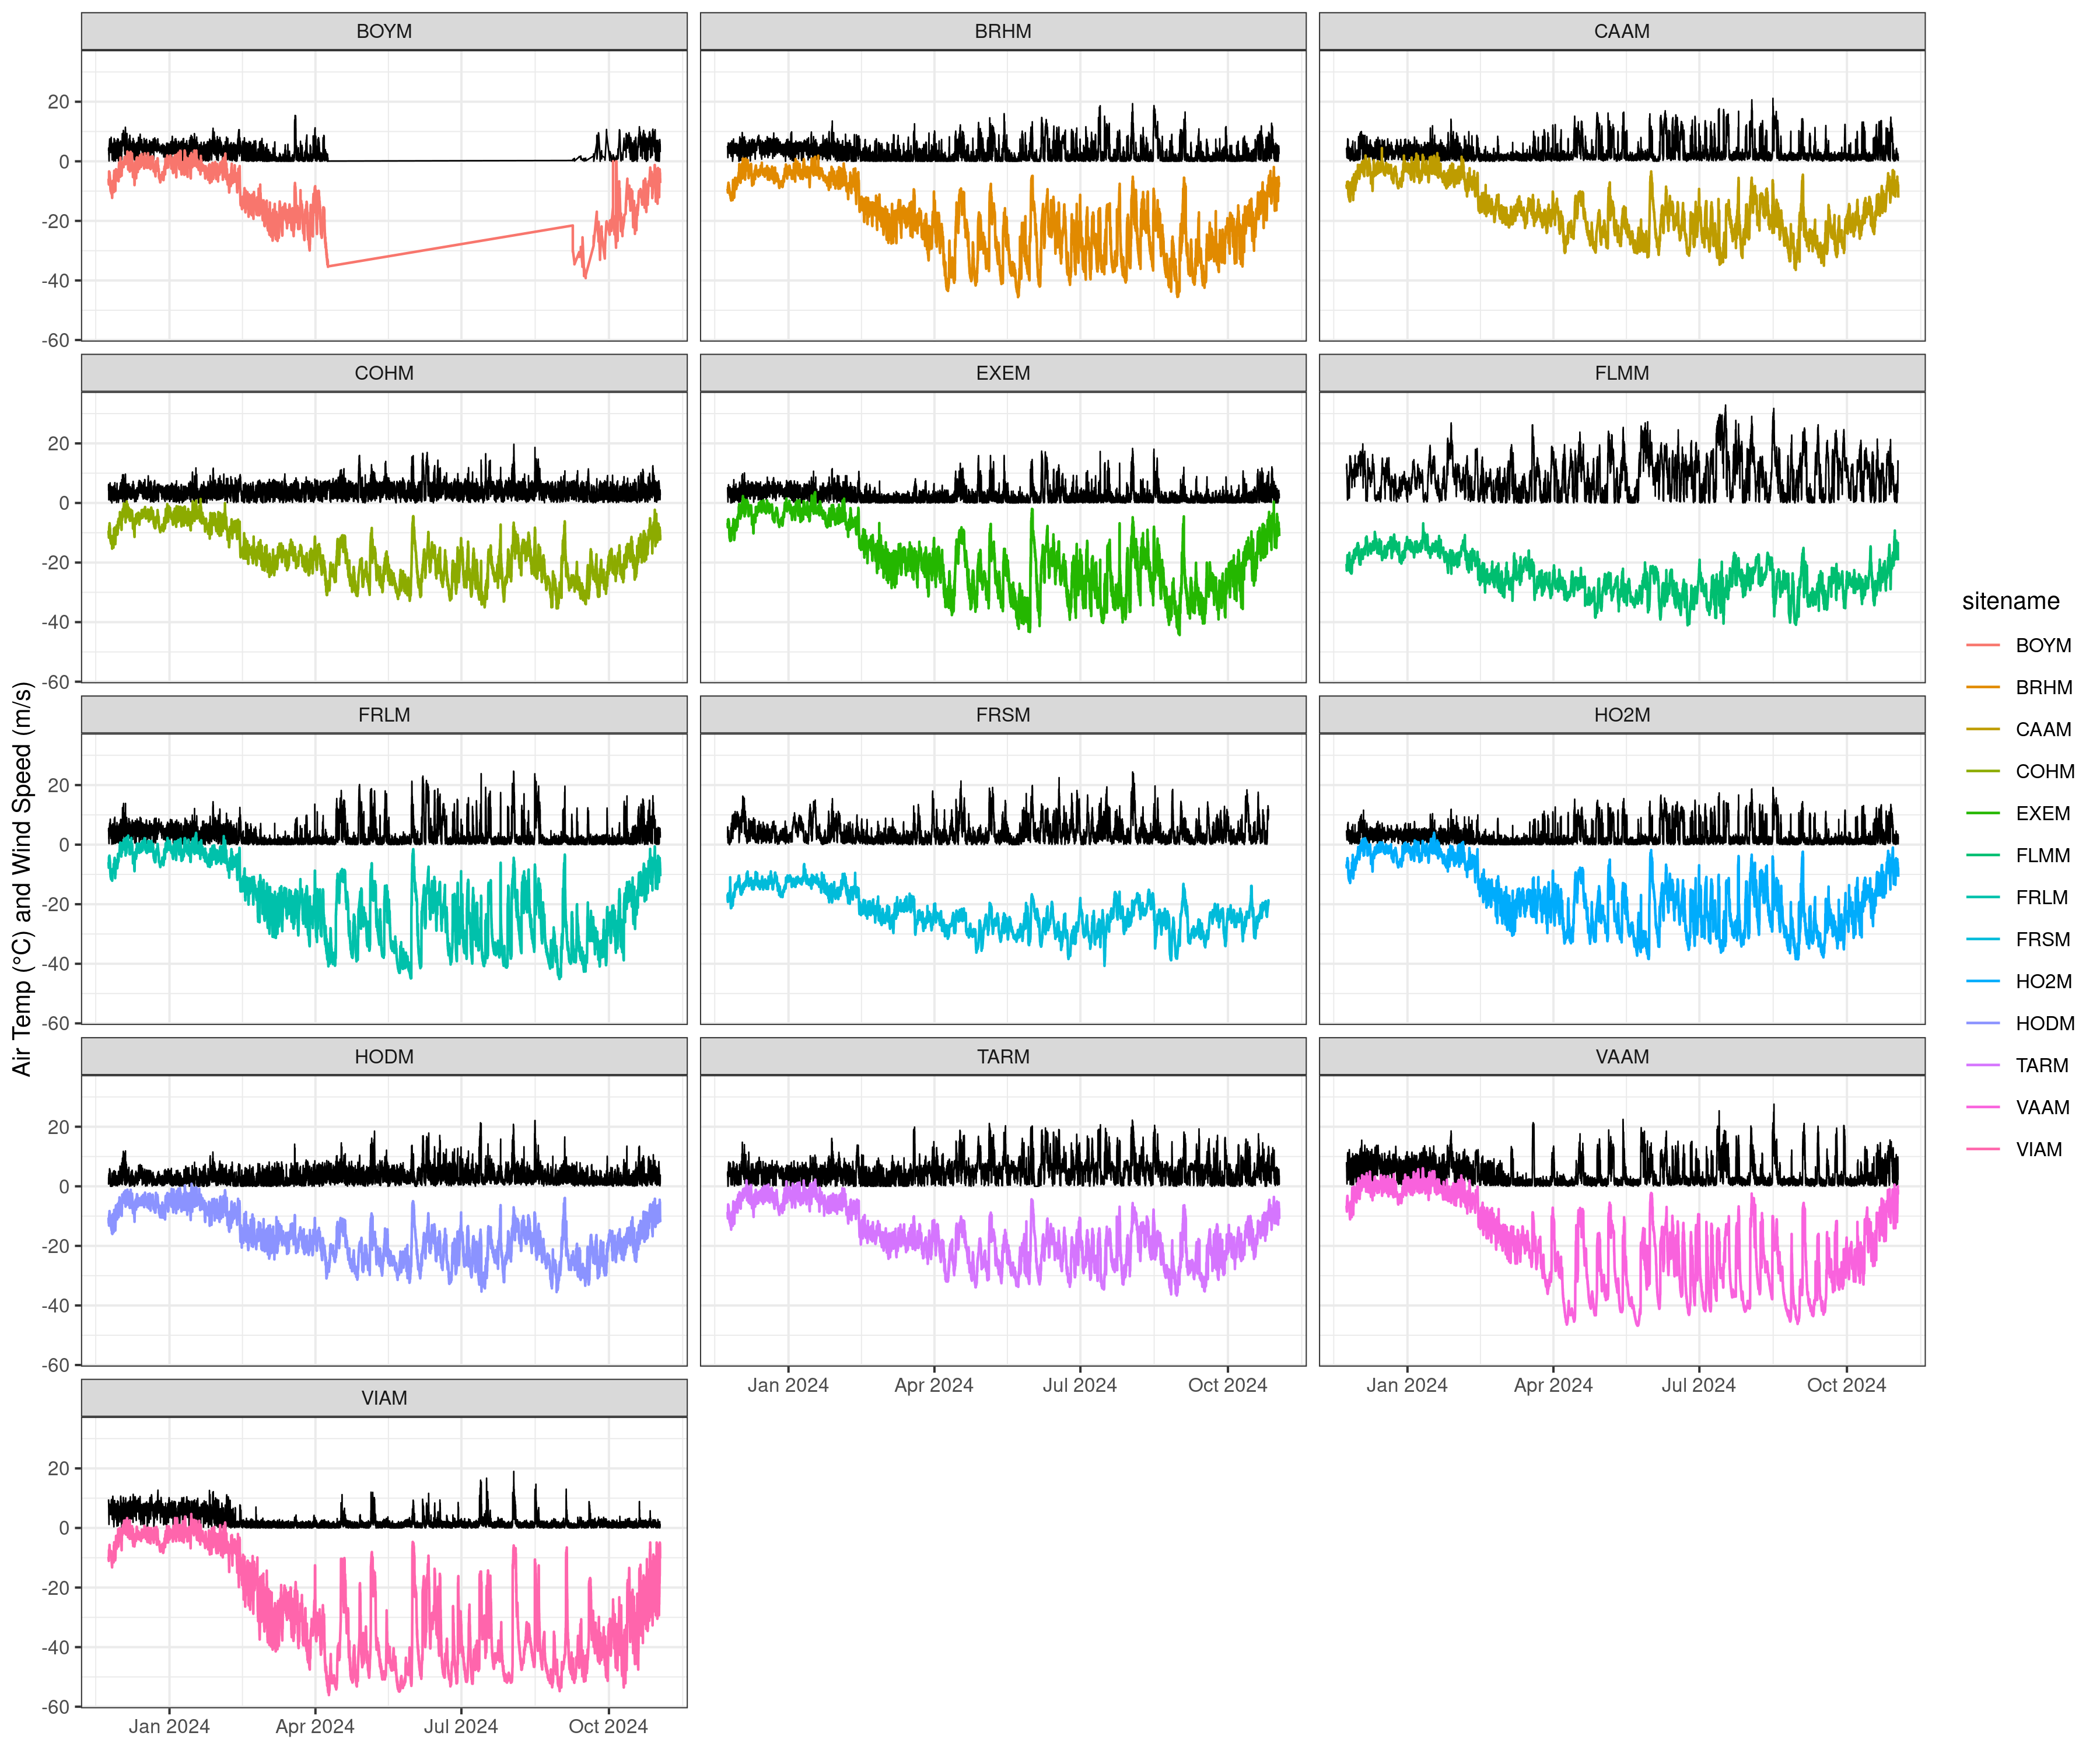 BOYM BRHM CAAM
20
0
-20
-40
-60
COHM EXEM FLMM
20
0
-20
-40
-60
FRLM FRSM HO2M
20
0
-20
-40
-60
HODM TARM VAAM
20
0
-20
-40
-60
Jan 2024 Apr 2024 Jul 2024 Oct 2024 Jan 2024 Apr 2024 Jul 2024 Oct 2024
VIAM
20
0
-20
-40
-60
Jan 2024 Apr 2024 Jul 2024 Oct 2024
Air Temp (°C) and Wind Speed (m/s)
sitename
BOYM
BRHM
CAAM
COHM
EXEM
FLMM
FRLM
FRSM
HO2M
HODM
TARM
VAAM
VIAM